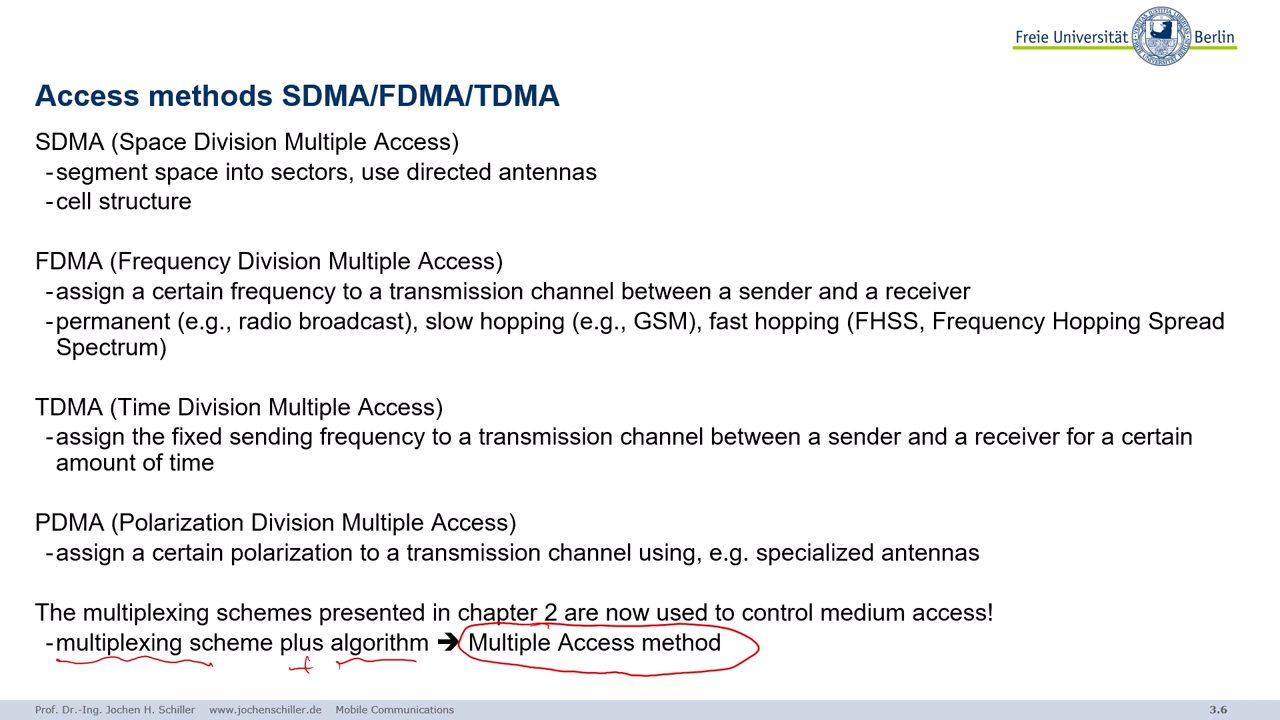 Freie Universität Berlin
Access methods SDMA/FDMA/TDMA
SDMA (Space Division Multiple Access)
- segment space into sectors, use directed antennas
- cell structure
FDMA (Frequency Division Multiple Access)
- assign a certain frequency to a transmission channel between a sender and a receiver
- permanent (e.g., radio broadcast), slow hopping (e.g., GSM), fast hopping (FHSS, Frequency Hopping Spread
Spectrum)
TDMA (Time Division Multiple Access)
- assign the fixed sending frequency to a transmission channel between a sender and a receiver for a certain
amount of time
PDMA (Polarization Division Multiple Access)
- assign a certain polarization to a transmission channel using, e.g. specialized antennas
The multiplexing schemes presented in chapter 2 are now used to control medium access!
- multiplexing scheme plus algorithm ➔ Multiple Access method
+
Prof. Dr.-Ing. Jochen H. Schiller www.jochenschiller.de Mobile Communications 3.6